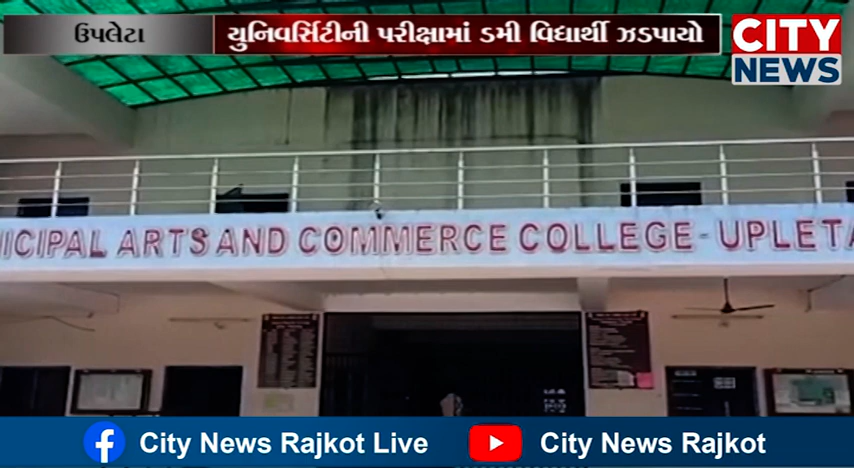 ઉપલેટા
યુનિવર્સિટીની પરીક્ષામાં ડમી વિદ્યાર્થી ઝડપાયો
CITY
NEWS
NICIPAL ARTS AND COMMERCE COLLEGE - UPLETA
City News Rajkot Live
City News Rajkot